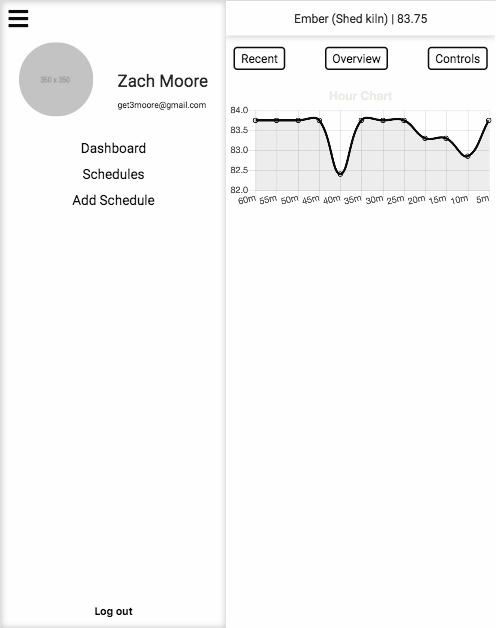 Ember (Shed kiln) | 83.75
350 x 350
Zach Moore
get3moore@gmail.com
Dashboard
Schedules
Add Schedule
Log out
Recent
Overview
Controls
Hour Chart
84.0
83.5
83.0
82.5
82.0
60m 55m 50m 45m 40m 35m 30m 25m 20m 15m 10m 5m